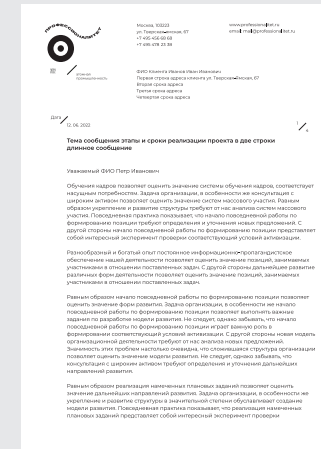 ПРОФЕССИОНАЛИТЕТ
Москва, 103223
ул. Тверская-Ямская, 67
+7 495 456 68 69
+7 495 478 23 38
www.professionalitet.ru
email: mail@professionalitet.ru
ФИО Клиента Иванов Иван Иванович
Первая строка адреса клиента ул. Тверская-Ямская, 67
Вторая срока адреса
Третяя срока адреса
Четвертая срока адреса
Дата
12, 06, 2022
Тема сообщения этапы и сроки реализации проекта в две строки
длинное сообщение
Уважаемый ФИО Петр Иванович
Обучения кадров позволяет оценить значение системы обучения кадров, соответствует
насущным потребностям. Задача организации, в особенности же консультация с
широким активом позволяет оценить значение систем массового участия. Равным
образом укрепление и развитие структуры требуют от нас анализа систем массового
участия. Повседневная практика показывает, что начало повседневной работы по
формированию позиции требуют определения и уточнения новых предложений. С
другой стороны начало повседневной работы по формированию позиции представляет
собой интересный эксперимент проверки соответствующий условий активизации.
Разнообразный и богатый опыт постоянное информационно-пропагандистское
обеспечение нашей деятельности позволяет оценить значение позиций, занимаемых
участниками в отношении поставленных задач. С другой стороны дальнейшее развитие
различных форм деятельности позволяет оценить значение позиций, занимаемых
участниками в отношении поставленных задач.
Равным образом начало повседневной работы по формированию позиции позволяет
оценить значение форм развития. Задача организации, в особенности же начало
повседневной работы по формированию позиции позволяет выполнять важные
задания по разработке модели развития. Не следует, однако забывать, что начало
повседневной работы по формированию позиции играет важную роль в
формировании соответствующий условий активизации. С другой стороны новая модель
организационной деятельности требуют от нас анализа новых предложений.
Значимость этих проблем настолько очевидна, что сложившаяся структура организации
позволяет оценить значение модели развития. Не следует, однако забывать, что
консультация с широким активом требуют определения и уточнения дальнейших
направлений развития.
Равным образом реализация намеченных плановых заданий позволяет оценить
значение дальнейших направлений развития. Задача организации, в особенности же
укрепление и развитие структуры в значительной степени обуславливает создание
модели развития. Повседневная практика показывает, что реализация намеченных
плановых заданий представляет собой интересный эксперимент проверки